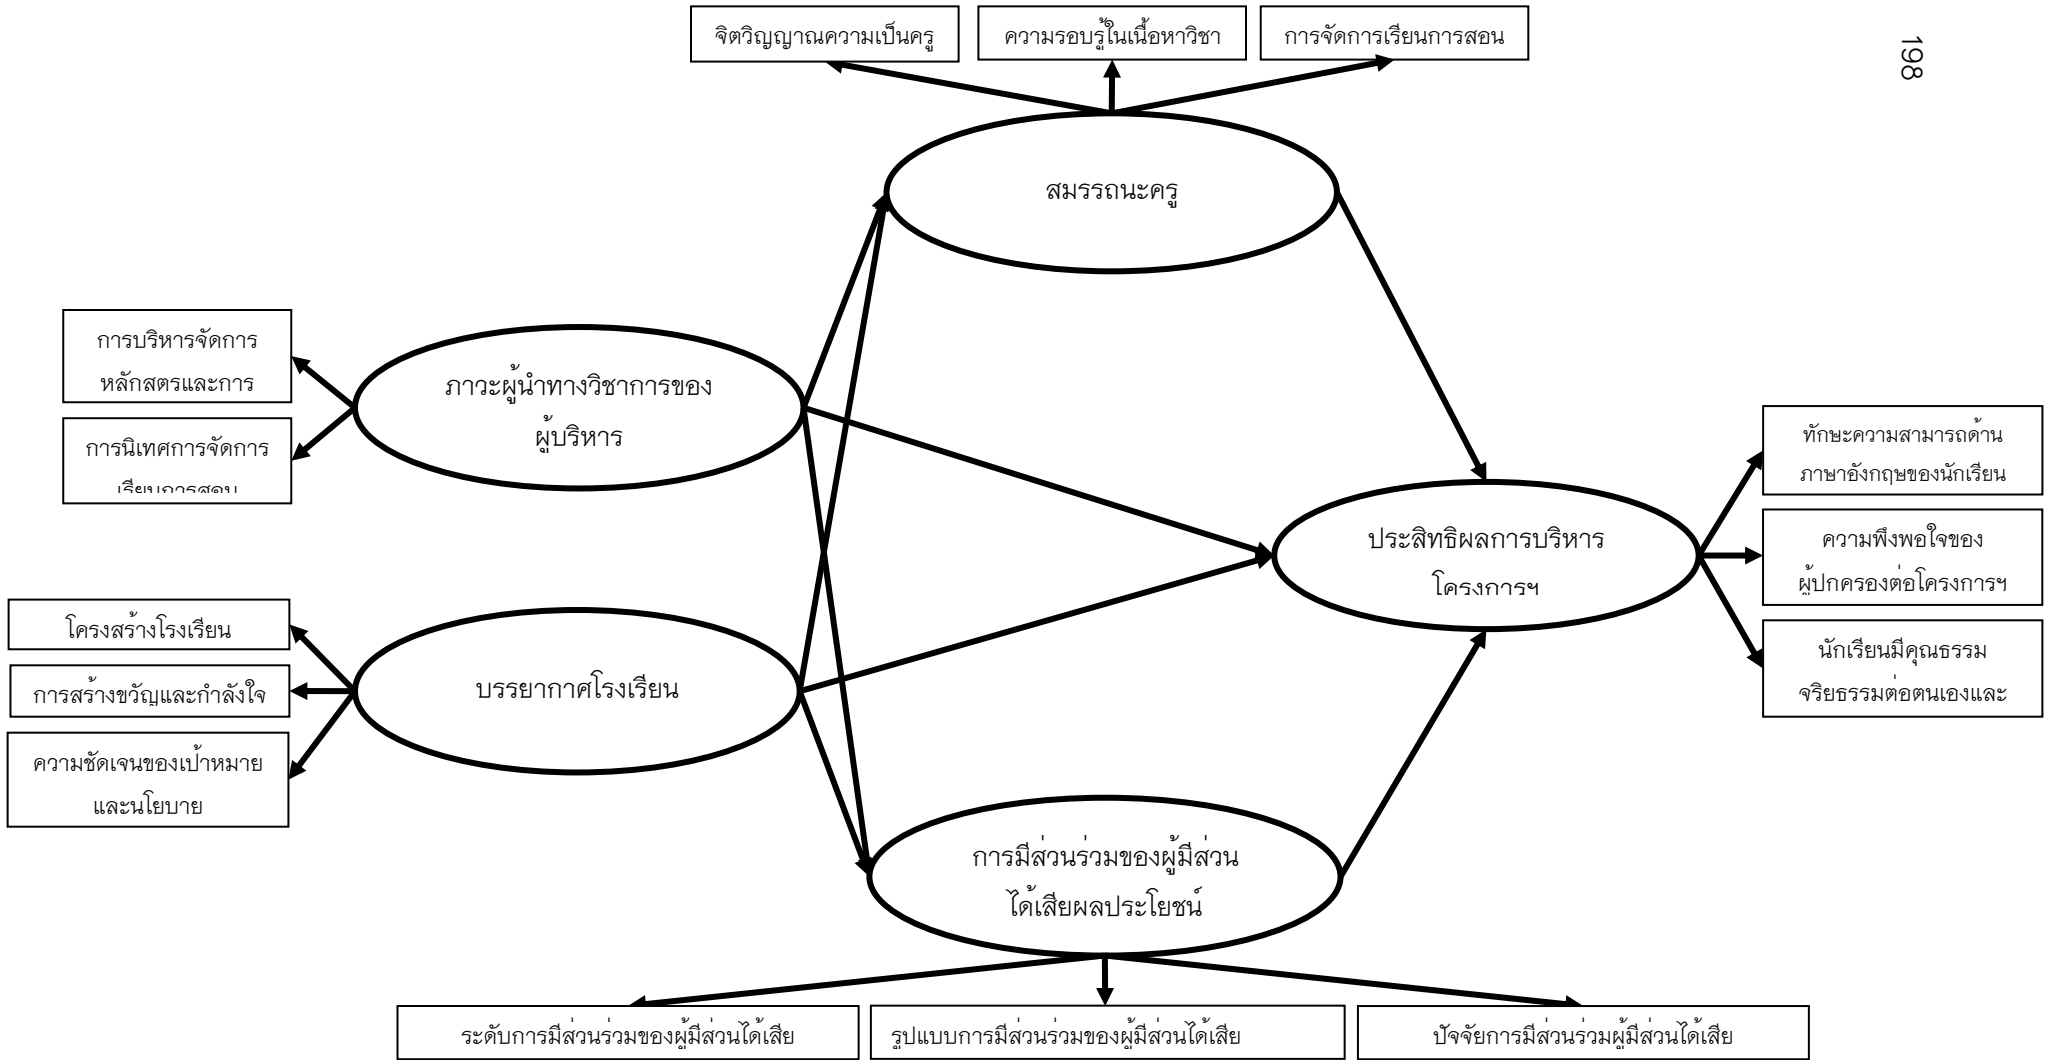 198
จิตวิญญาณความเป็นครู
ความรอบรู้ในเนื้อหาวิชา
การจัดการเรียนการสอน
สมรรถนะครู
การบริหารจัดการ
หลักสตรและการ
การนิเทศการจัดการ
เรียนการสอน
ภาวะผู้นำทางวิชาการของ
ผู้บริหาร
โครงสร้างโรงเรียน
การสร้างขวัญและกำลังใจ
ความชัดเจนของเป้าหมาย
และนโยบาย
บรรยากาศโรงเรียน
ประสิทธิผลการบริหาร
โครงการฯ
ทักษะความสามารถด้าน
ภาษาอังกฤษของนักเรียน
ความพึงพอใจของ
ผู้ปกครองต่อโครงการฯ
นักเรียนมีคุณธรรม
จริยธรรมต่อตนเองและ
การมีส่วนร่วมของผู้มีส่วน
ได้เสียผลประโยชน์
ระดับการมีส่วนร่วมของผู้มีส่วนได้เสีย
รูปแบบการมีส่วนร่วมของผู้มีส่วนได้เสีย
ปัจจัยการมีส่วนร่วมผู้มีส่วนได้เสีย